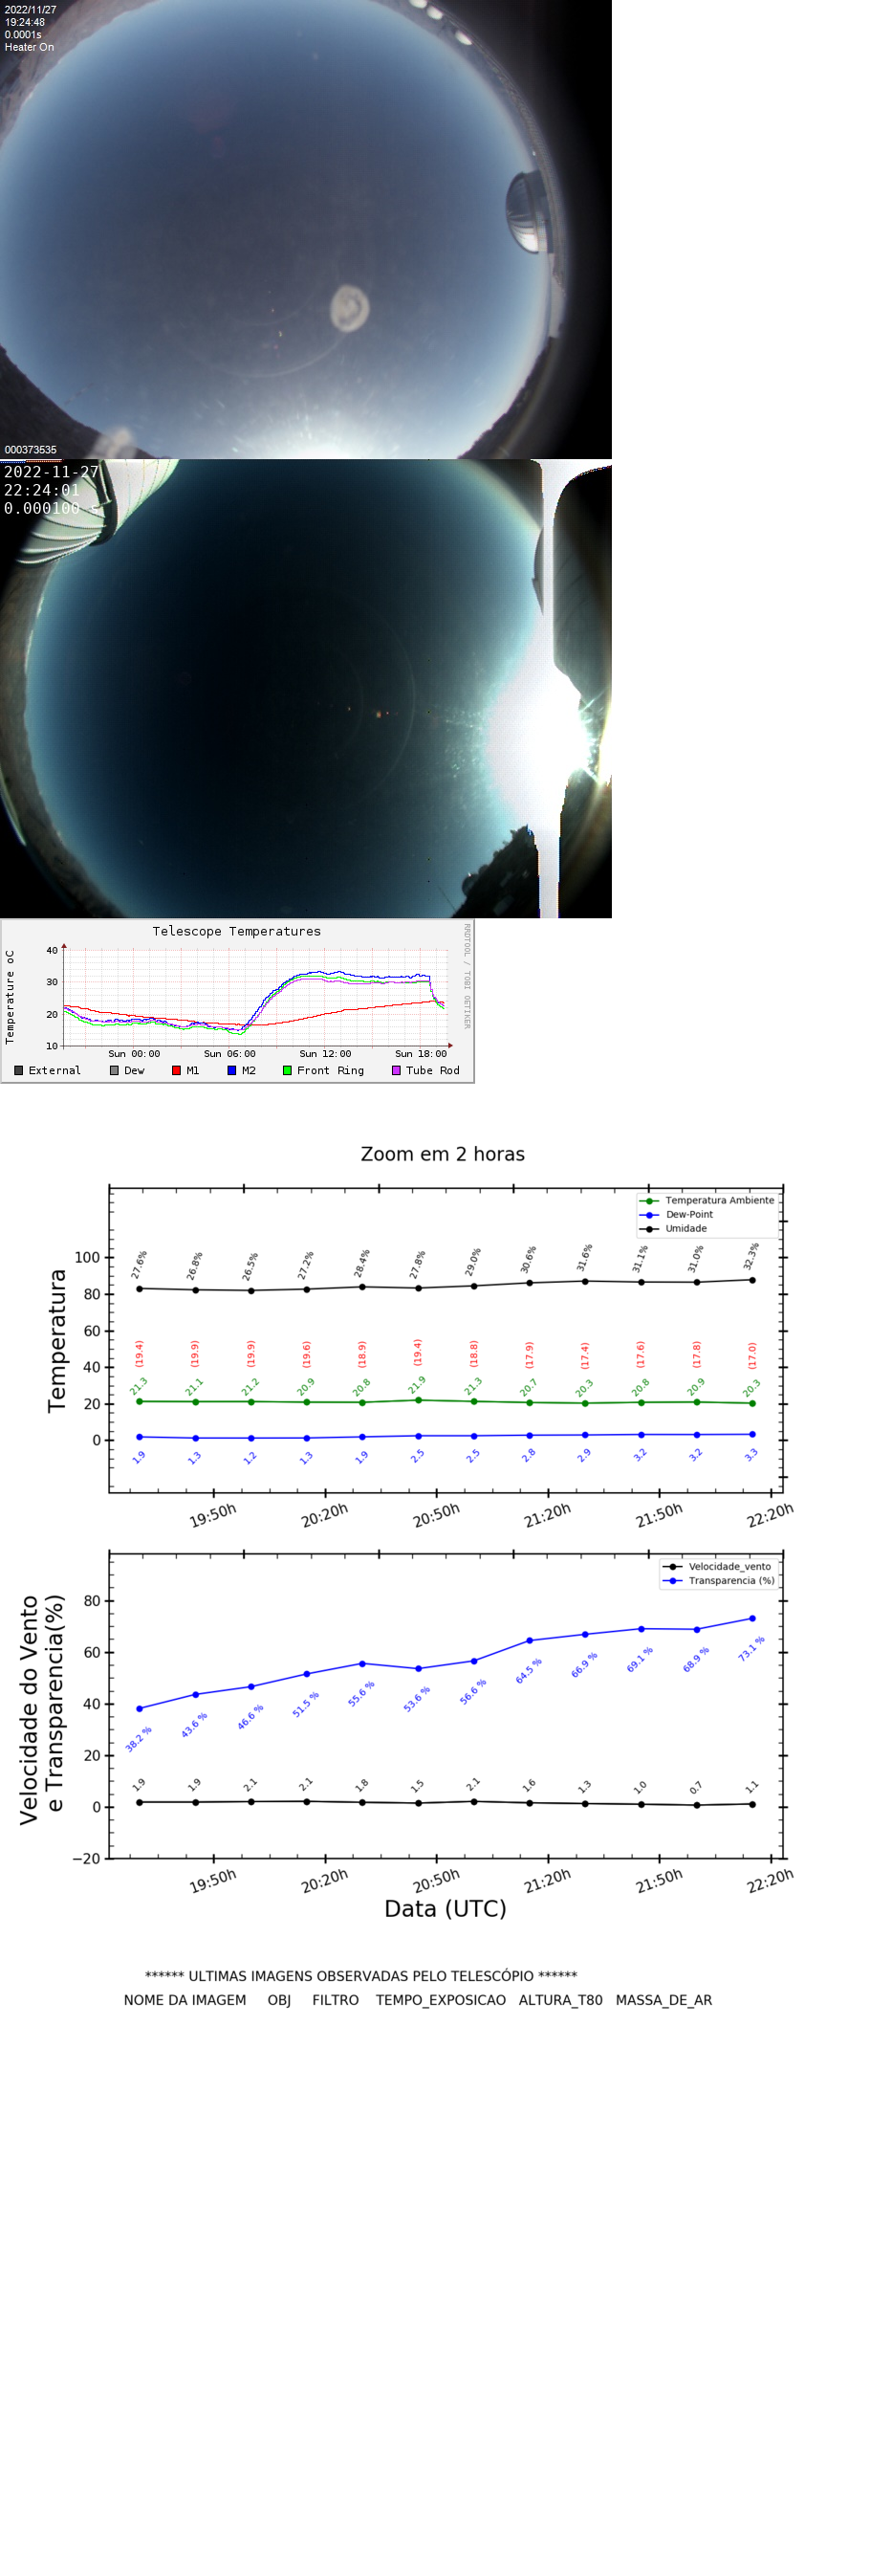 2022/11/27
19:24:48
0.0001s
Heater On
000373535
2022-11-27
22:24:01
0.000100 s
Telescope Temperatures
RRDTOOL / TOBI OETIKER
Temperature oC
40
30
20
10
Sun 00:00 Sun 06:00 Sun 12:00 Sun 18:00
External Dew M1 M2 Front Ring Tube Rod
Zoom em 2 horas
Temperatura Ambiente
Dew-Point
Umidade
Temperatura
100
80
60
40
20
0
27.6% 26.8% 26.5% 27.2% 28.4% 27.8% 29.0% 30.6% 31.6% 31.1% 31.0% 32.3%
(19.4) (19.9) (19.9) (19.6) (18.9) (19.4) (18.8) (17.9) (17.4) (17.6) (17.8) (17.0)
21.3 21.1 21.2 20.9 20.8 21.9 21.3 20.7 20.3 20.8 20.9 20.3
1.9 1.3 1.2 1.3 1.9 2.5 2.5 2.8 2.9 3.2 3.2 3.3
19:50h 20:20h 20:50h 21:20h 21:50h 22:20h
Velocidade_vento
Transparencia (%)
Velocidade do Vento
e Transparencia(%)
80
60
40
20
0
−20
38.2 % 43.6 % 46.6 % 51.5 % 55.6 % 53.6 % 56.6 % 64.5 % 66.9 % 69.1 % 68.9 % 73.1 %
1.9 1.9 2.1 2.1 1.8 1.5 2.1 1.6 1.3 1.0 0.7 1.1
19:50h 20:20h 20:50h 21:20h 21:50h 22:20h
Data (UTC)
****** ULTIMAS IMAGENS OBSERVADAS PELO TELESCÓPIO ******
NOME DA IMAGEM OBJ FILTRO TEMPO_EXPOSICAO ALTURA_T80 MASSA_DE_AR